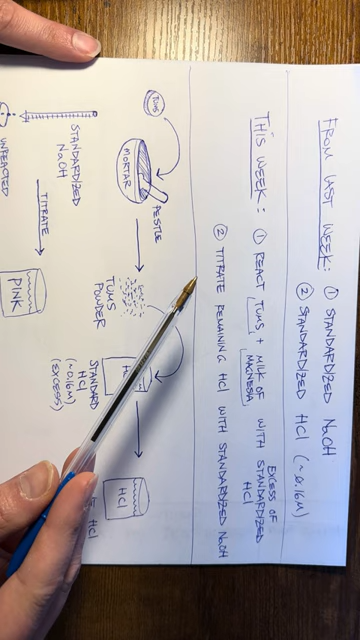 FROM LAST WEEK: ① STANDARDIZED NaOH
② STANDARDIZED HCl (~0.16M)
THIS WEEK: ① REACT TUMS + MILK OF MAGNESIA WITH EXCESS OF STANDARDIZED HCl
② TITRATE REMAINING HCl WITH STANDARDIZED NaOH
TUMS
PESTLE
MORTAR
TUMS
POWDER
STANDARD
HCl
(~0.16M)
(EXCESS)
HCl
HCl
STANDARDIZED
NaOH
TITRATE
PINK
UNREACTED